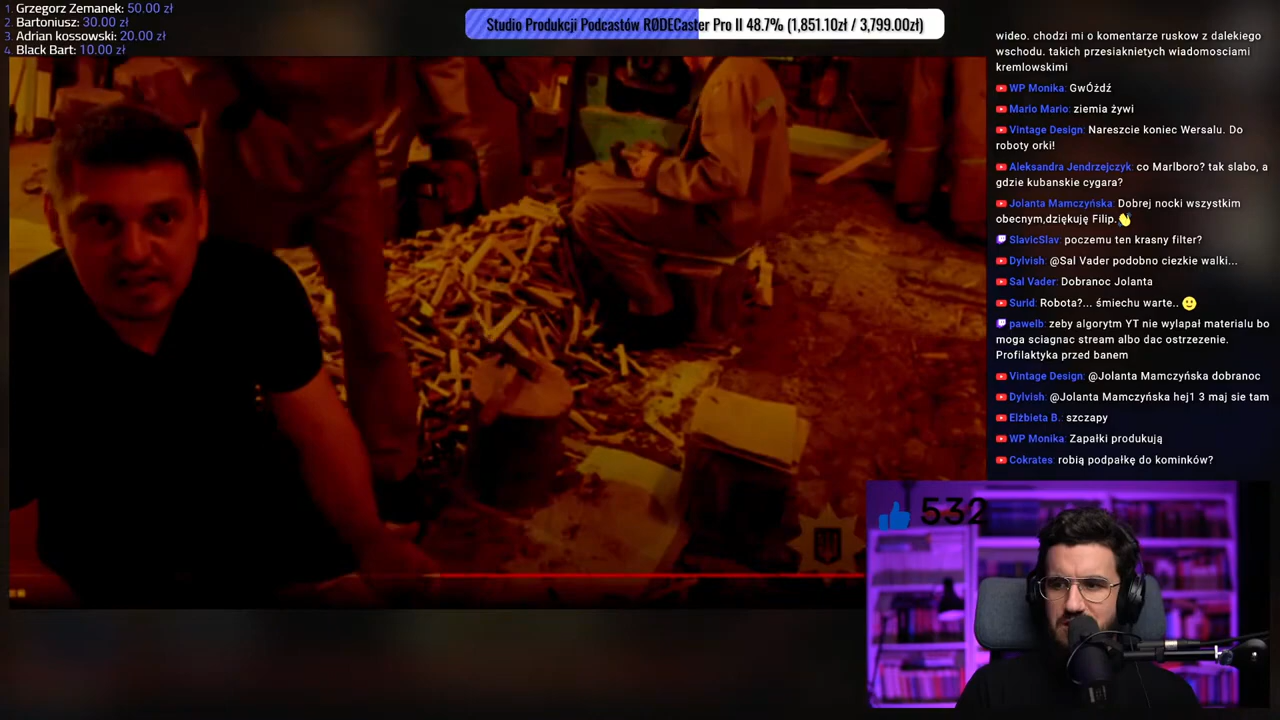 1. Grzegorz Zemanek: 50.00 zł
2. Bartoniusz: 30.00 zł
3. Adrian kossowski: 20.00 zł
4. Black Bart: 10.00 zł
Studio Produkcji Podcastów RØDECaster Pro II 48.7% (1,851.10zł / 3,799.00zł)
wideo. chodzi mi o komentarze ruskow z dalekiego
wschodu. takich przesiaknietych wiadomosciami
kremlowskimi
WP Monika: GwÓźdź
Mario Mario: ziemia żywi
Vintage Design: Nareszcie koniec Wersalu. Do
roboty orki!
Aleksandra Jendrzejczyk: co Marlboro? tak slabo, a
gdzie kubanskie cygara?
Jolanta Mamczyńska: Dobrej nocki wszystkim
obecnym,dziękuję Filip.
SlavicSlav: poczemu ten krasny filter?
Dylvish: @Sal Vader podobno ciezkie walki...
Sal Vader: Dobranoc Jolanta
Surid: Robota?... śmiechu warte..
pawelb: zeby algorytm YT nie wylapał materialu bo
moga sciagnac stream albo dac ostrzezenie.
Profilaktyka przed banem
Vintage Design: @Jolanta Mamczyńska dobranoc
Dylvish: @Jolanta Mamczyńska hej1 3 maj sie tam
Elżbieta B.: szczapy
WP Monika: Zapałki produkują
Cokrates: robią podpałkę do kominków?
532